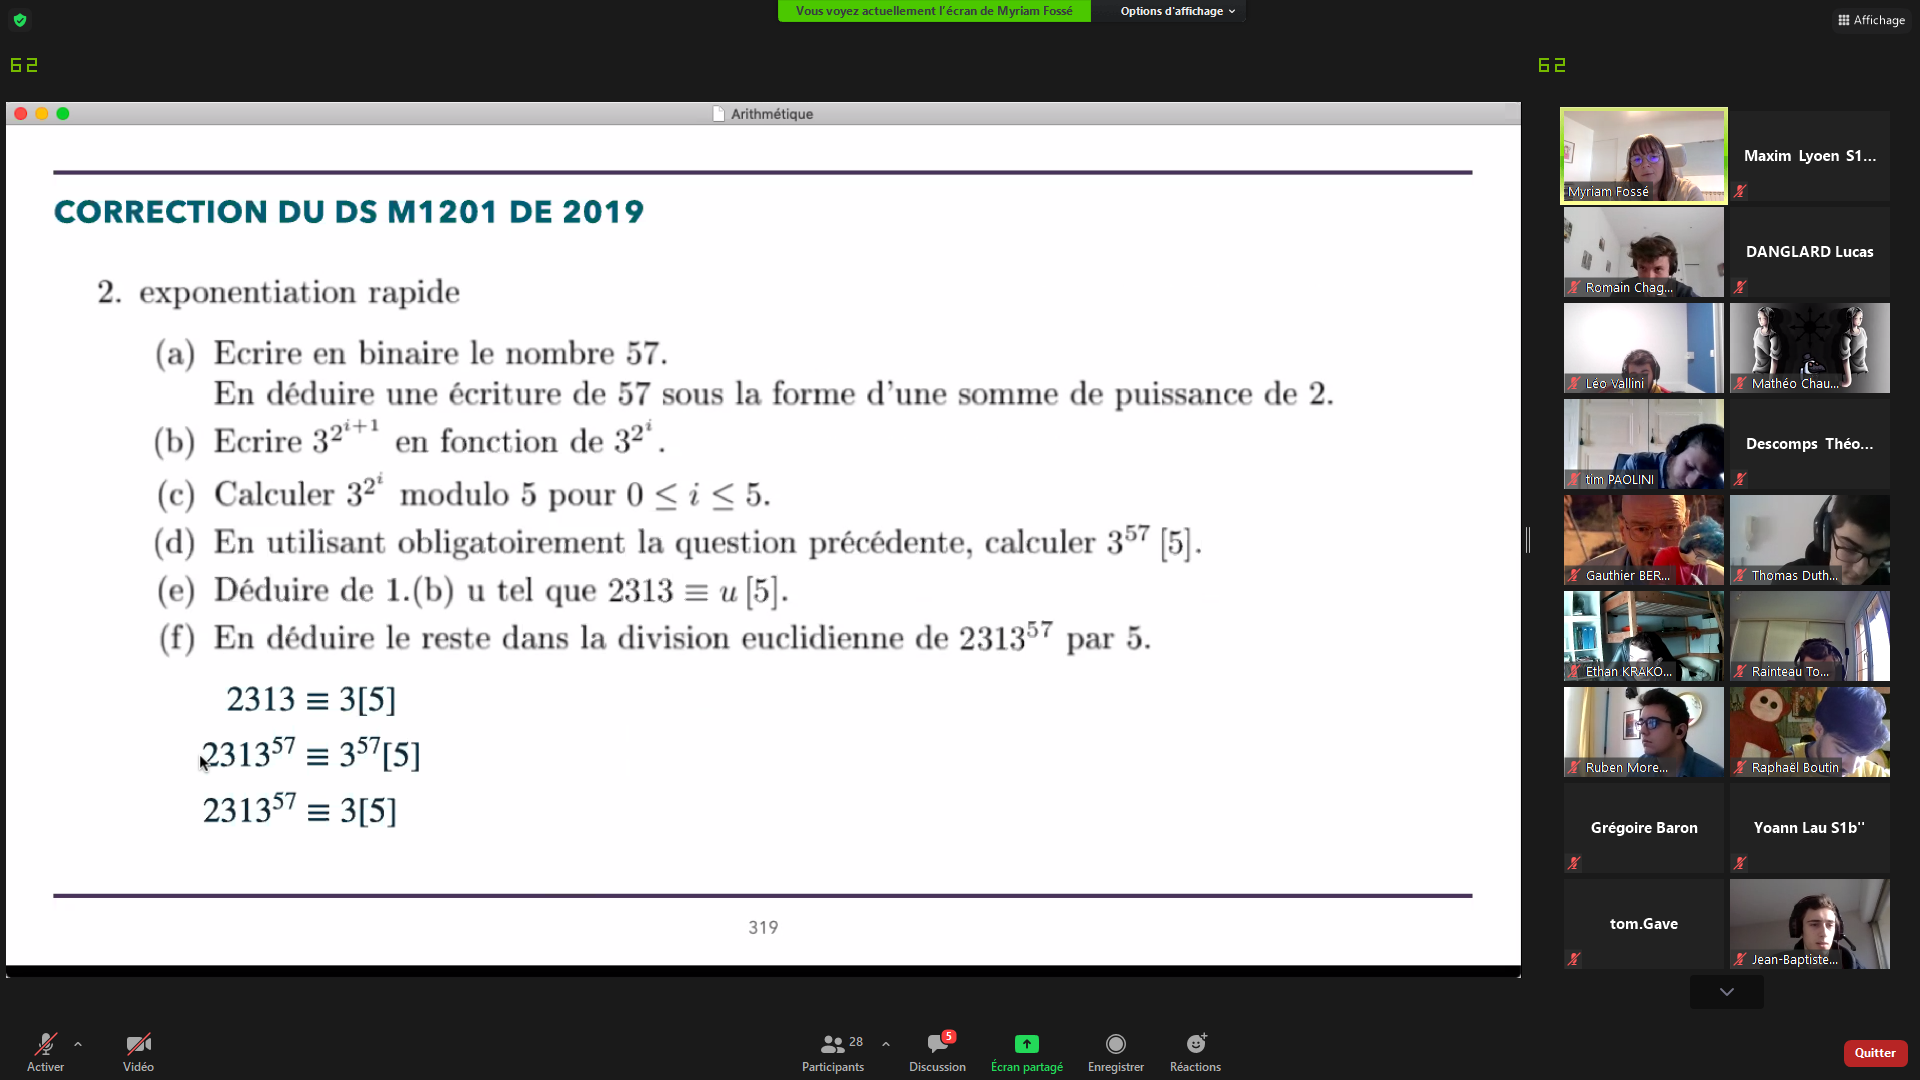 Vous voyez actuellement l'écran de Myriam Fossé
Options d'affichage
Affichage
62
62
Arithmétique
CORRECTION DU DS M1201 DE 2019
2. exponentiation rapide
(a) Ecrire en binaire le nombre 57.
En déduire une écriture de 57 sous la forme d'une somme de puissance de 2.
(b) Ecrire 3^{2^{i+1}} en fonction de 3^{2^i}.
(c) Calculer 3^{2^i} modulo 5 pour 0 ≤ i ≤ 5.
(d) En utilisant obligatoirement la question précédente, calculer 3^{57} [5].
(e) Déduire de 1.(b) u tel que 2313 ≡ u [5].
(f) En déduire le reste dans la division euclidienne de 2313^{57} par 5.
2313 ≡ 3[5]
2313^{57} ≡ 3^{57}[5]
2313^{57} ≡ 3[5]
319
Myriam Fossé
Maxim Lyoen S1...
Romain Chag...
DANGLARD Lucas
Léo Vallini
Mathéo Chau...
tim PAOLINI
Descomps Théo...
Gauthier BER...
Thomas Duth...
Ethan KRAKO...
Rainteau To...
Ruben More...
Raphaël Boutin
Grégoire Baron
Yoann Lau S1b''
tom.Gave
Jean-Baptiste...
Activer
Vidéo
28
Participants
5
Discussion
Écran partagé
Enregistrer
Réactions
Quitter